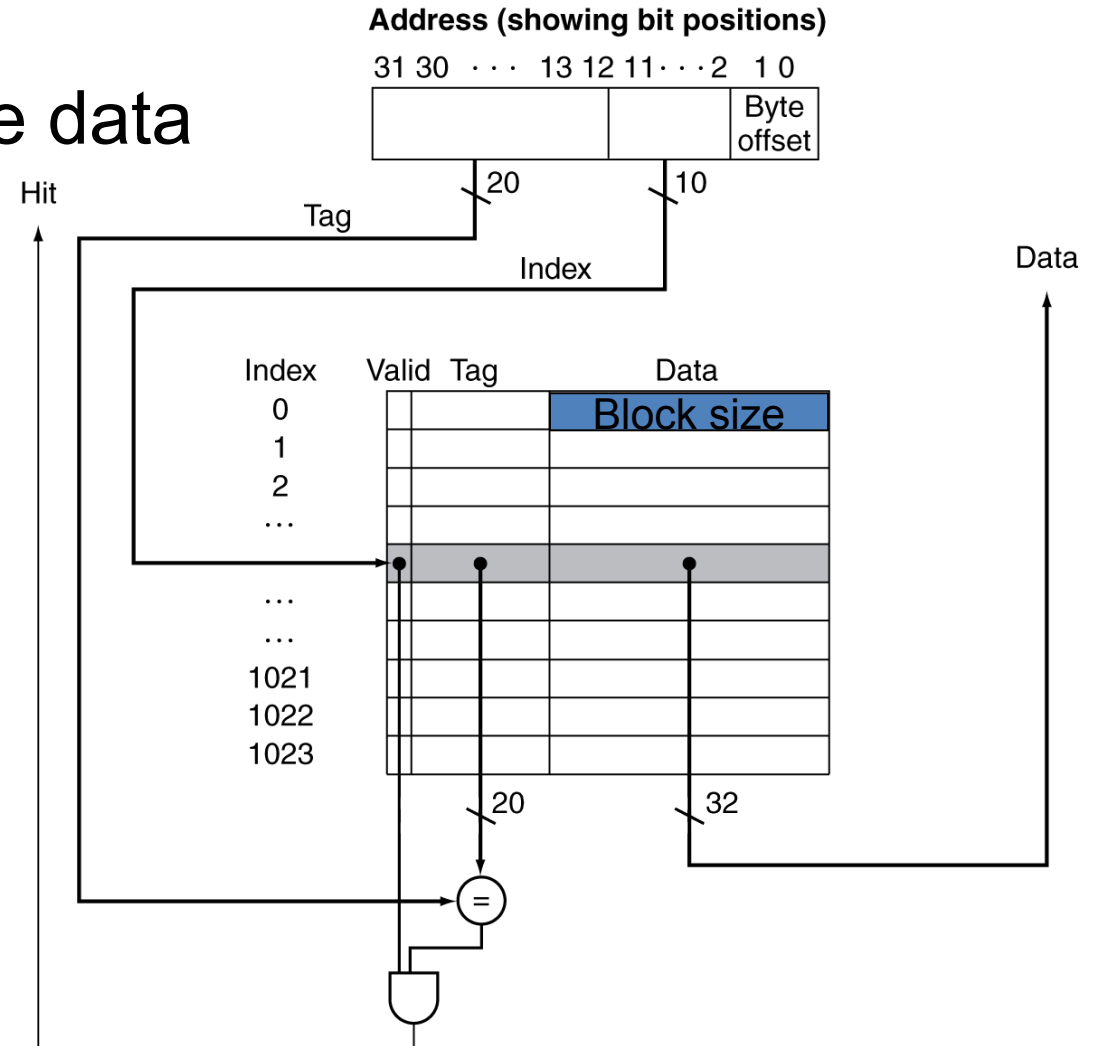 Address (showing bit positions)
31 30 · · · 13 12 11 · · · 2 1 0
e data
Byte
offset
Hit
20
10
Tag
Index
Data
Index Valid Tag Data
0
Block size
1
2
...
...
...
1021
1022
1023
20
32
=